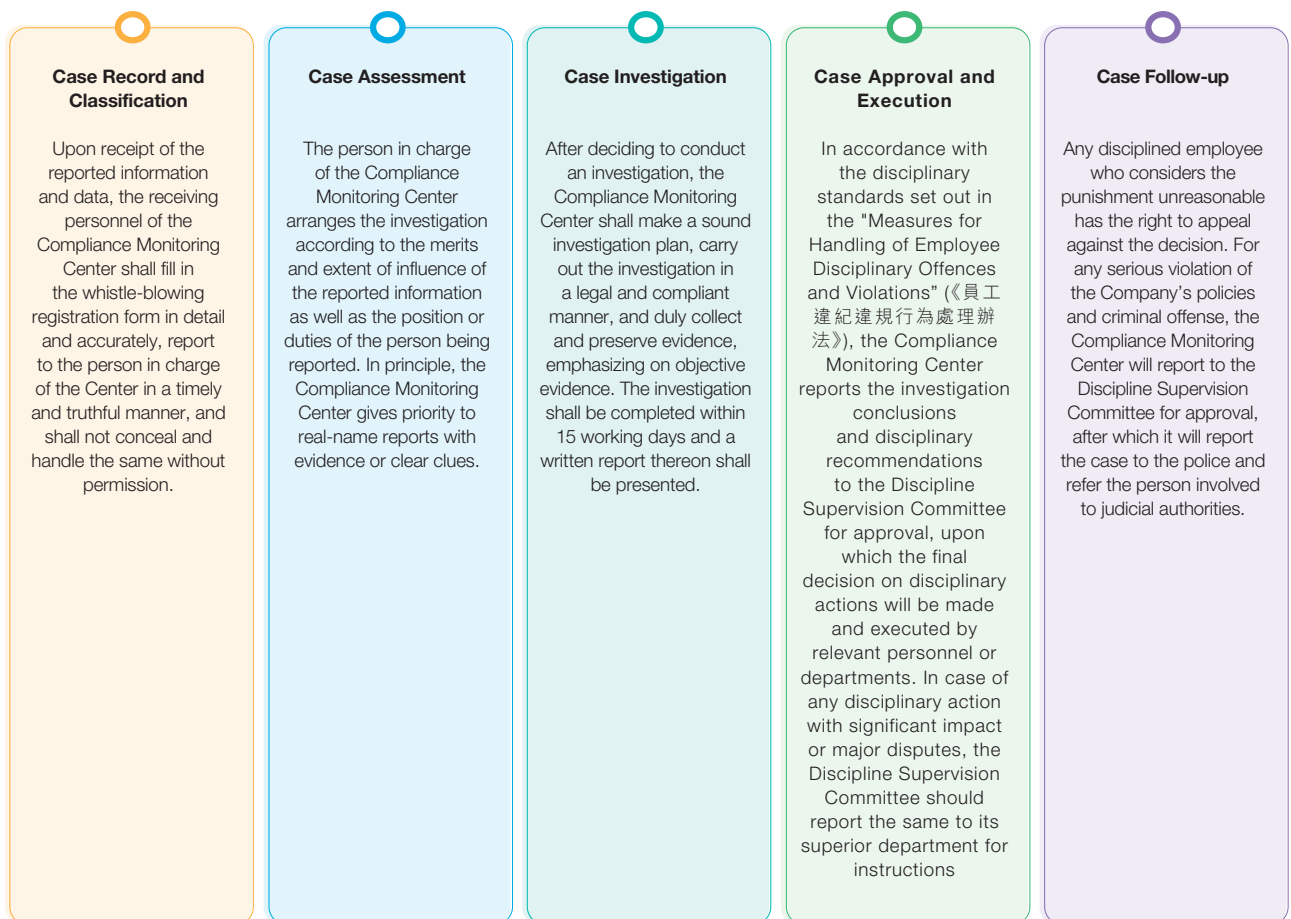 Case Record and
Classification
Upon receipt of the
reported information
and data, the receiving
personnel of the
Compliance Monitoring
Center shall fill in
the whistle-blowing
registration form in detail
and accurately, report
to the person in charge
of the Center in a timely
and truthful manner, and
shall not conceal and
handle the same without
permission.
Case Assessment
The person in charge
of the Compliance
Monitoring Center
arranges the investigation
according to the merits
and extent of influence of
the reported information
as well as the position or
duties of the person being
reported. In principle, the
Compliance Monitoring
Center gives priority to
real-name reports with
evidence or clear clues.
Case Investigation
After deciding to conduct
an investigation, the
Compliance Monitoring
Center shall make a sound
investigation plan, carry
out the investigation in
a legal and compliant
manner, and duly collect
and preserve evidence,
emphasizing on objective
evidence. The investigation
shall be completed within
15 working days and a
written report thereon shall
be presented.
Case Approval and
Execution
In accordance with
the disciplinary
standards set out in
the "Measures for
Handling of Employee
Disciplinary Offences
and Violations” (《員工
違紀違規行為處理辦
法》), the Compliance
Monitoring Center
reports the investigation
conclusions
and disciplinary
recommendations
to the Discipline
Supervision Committee
for approval, upon
which the final
decision on disciplinary
actions will be made
and executed by
relevant personnel or
departments. In case of
any disciplinary action
with significant impact
or major disputes, the
Discipline Supervision
Committee should
report the same to its
superior department for
instructions
Case Follow-up
Any disciplined employee
who considers the
punishment unreasonable
has the right to appeal
against the decision. For
any serious violation of
the Company’s policies
and criminal offense, the
Compliance Monitoring
Center will report to the
Discipline Supervision
Committee for approval,
after which it will report
the case to the police and
refer the person involved
to judicial authorities.